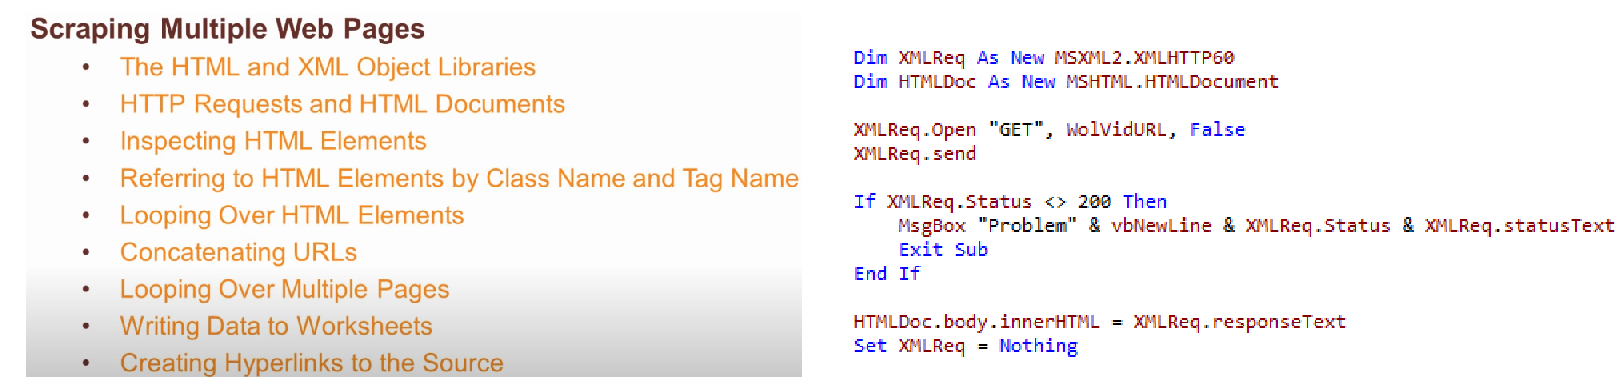 Scraping Multiple Web Pages
• The HTML and XML Object Libraries
• HTTP Requests and HTML Documents
• Inspecting HTML Elements
• Referring to HTML Elements by Class Name and Tag Name
• Looping Over HTML Elements
• Concatenating URLs
• Looping Over Multiple Pages
• Writing Data to Worksheets
• Creating Hyperlinks to the Source
Dim XMLReq As New MSXML2.XMLHTTP60
Dim HTMLDoc As New MSHTML.HTMLDocument
XMLReq.Open "GET", WolVidURL, False
XMLReq.send
If XMLReq.Status <> 200 Then
    MsgBox "Problem" & vbNewLine & XMLReq.Status & XMLReq.statusText
    Exit Sub
End If
HTMLDoc.body.innerHTML = XMLReq.responseText
Set XMLReq = Nothing